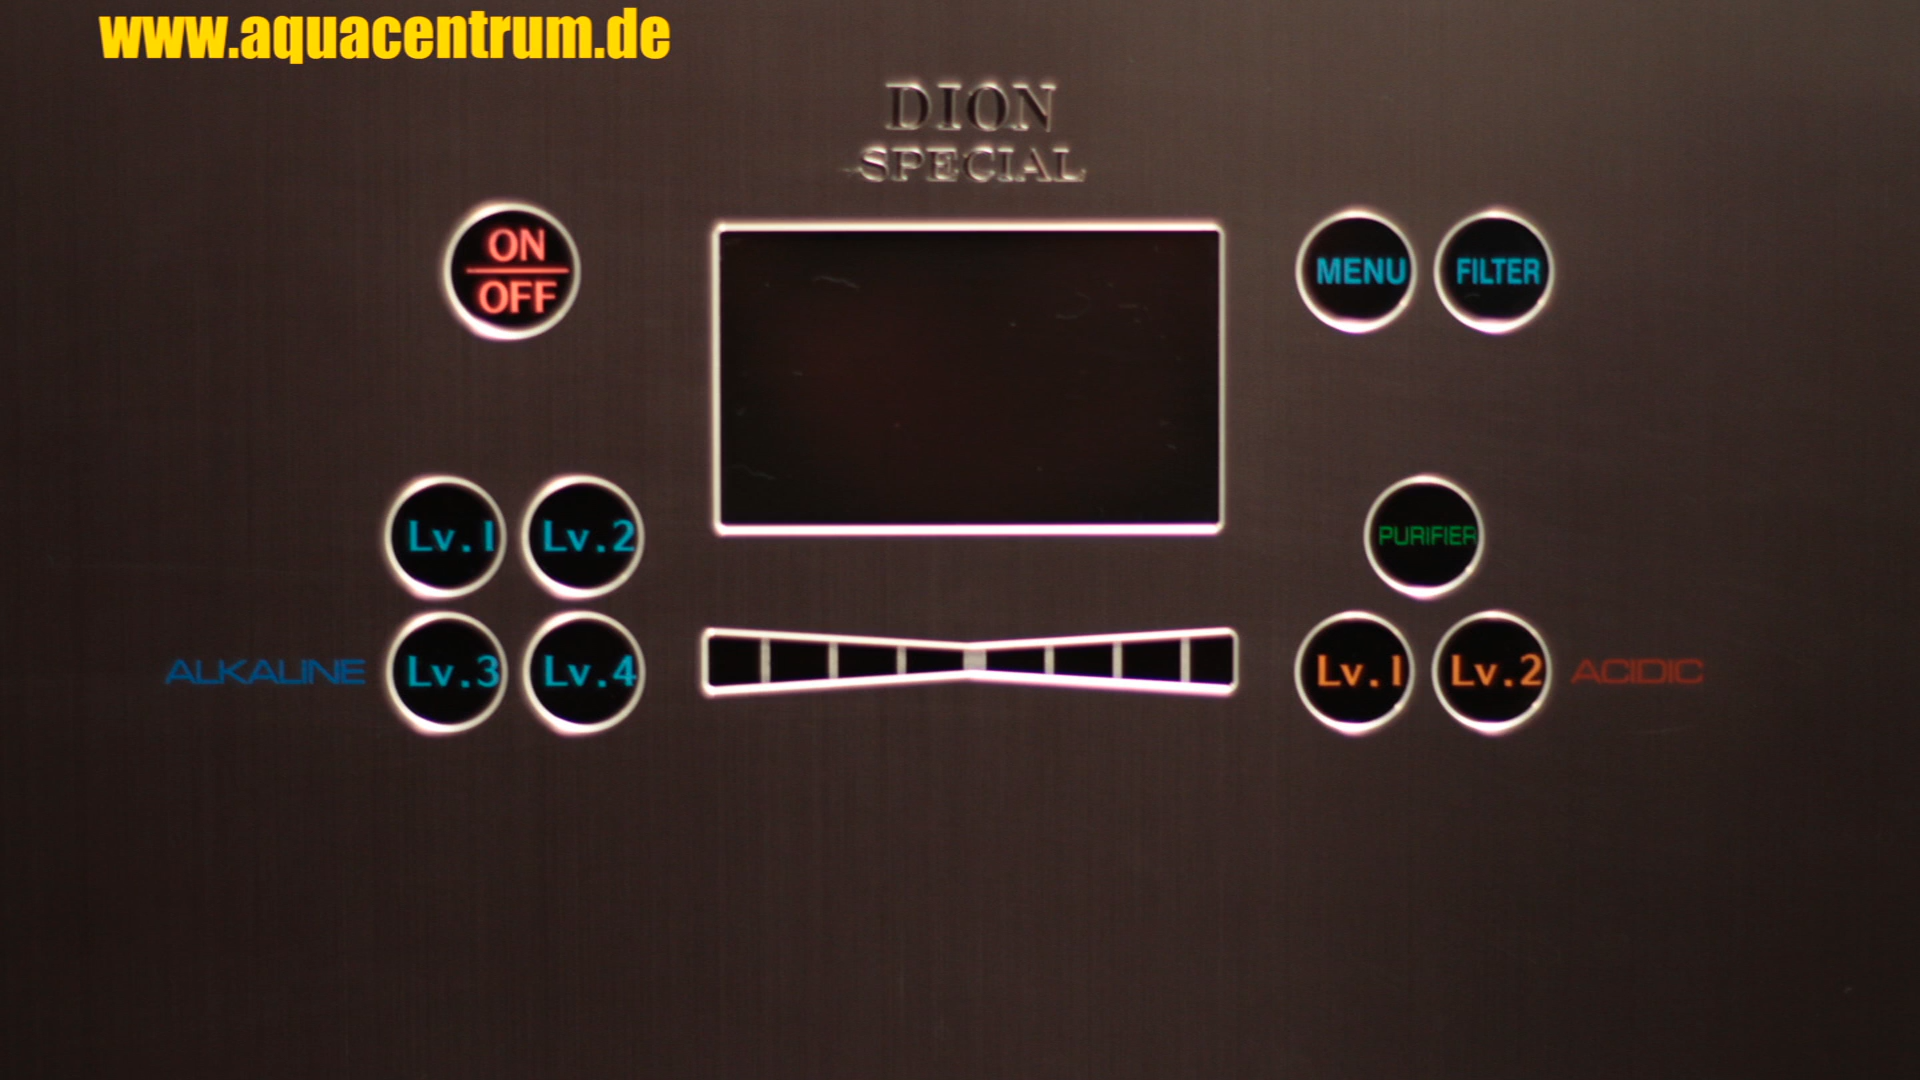 www.aquacentrum.de
DION
SPECIAL
ON
OFF
MENU
FILTER
Lv.1
Lv.2
PURIFIER
ALKALINE
Lv.3
Lv.4
Lv.1
Lv.2
ACIDIC